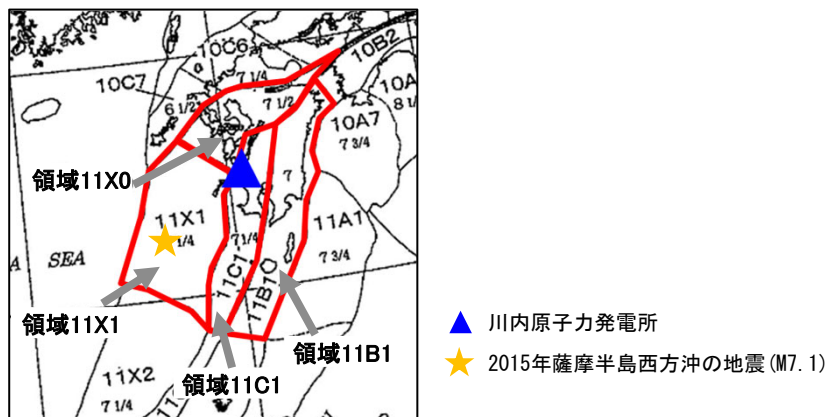 10C6
10B2
10C7
7 1/4
6 1/2
7 1/2
10A
8 1/
10A7
7 3/4
領域11X0
7
11X1
1/4
7 1/4
11A1
7 3/4
A SEA
11C1
11B1
領域11X1
領域11B1
11X2
領域11C1
7 1/4
11
川内原子力発電所
2015年薩摩半島西方沖の地震(M7.1)